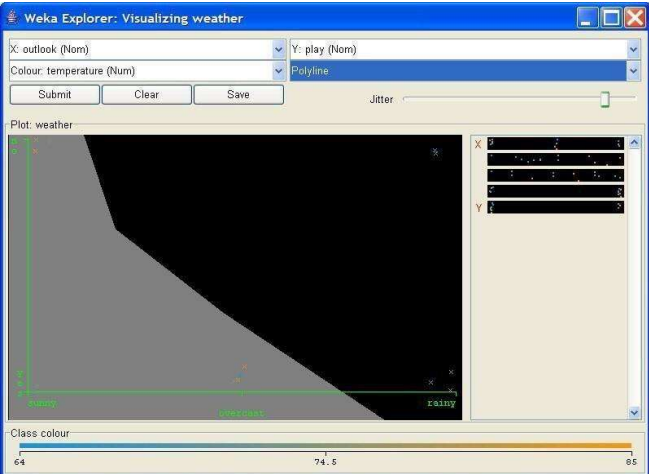 Weka Explorer: Visualizing weather
X: outlook (Nom) Y: play (Nom)
Colour: temperature (Num) Polyline
Submit Clear Save Jitter
Plot: weather
X
Y
sunny overcast rainy
Class colour
64 74.5 85